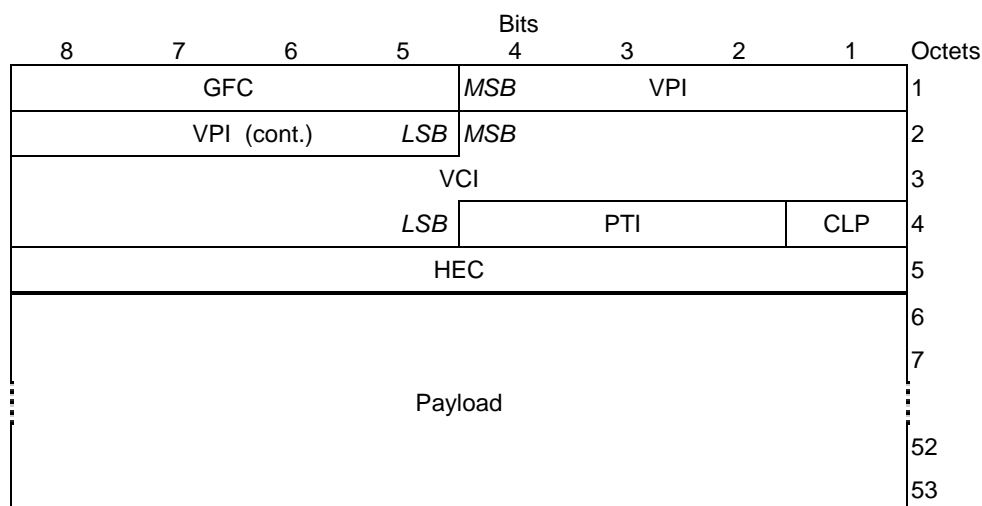 Bits
8 7 6 5 4 3 2 1 Octets
GFC MSB VPI 1
VPI (cont.) LSB MSB 2
VCI 3
LSB PTI CLP 4
HEC 5
6
7
Payload
52
53